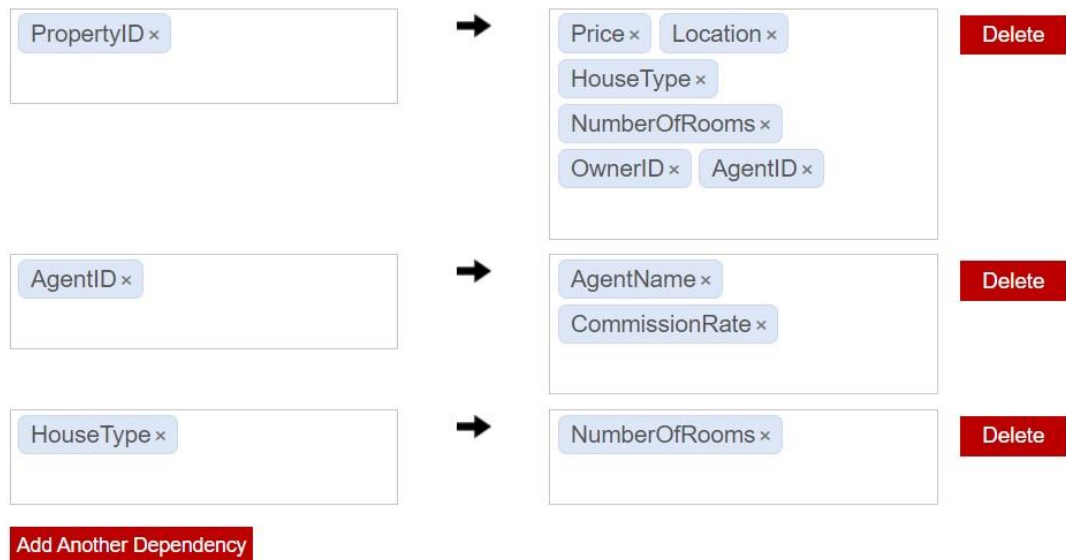 PropertyID × Price × Location × Delete
HouseType ×
NumberOfRooms ×
OwnerID × AgentID ×
AgentID × AgentName × Delete
CommissionRate ×
HouseType × NumberOfRooms × Delete
Add Another Dependency